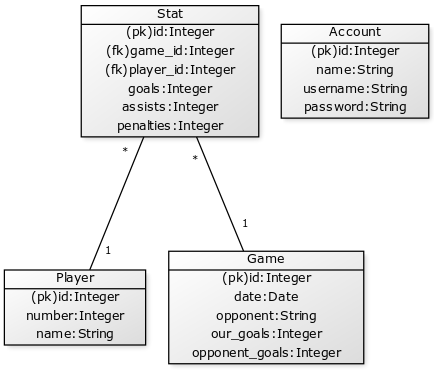 Stat
(pk)id:Integer
(fk)game_id:Integer
(fk)player_id:Integer
goals:Integer
assists:Integer
penalties:Integer
Account
(pk)id:Integer
name:String
username:String
password:String
*
*
1
1
Player
(pk)id:Integer
number:Integer
name:String
Game
(pk)id:Integer
date:Date
opponent:String
our_goals:Integer
opponent_goals:Integer